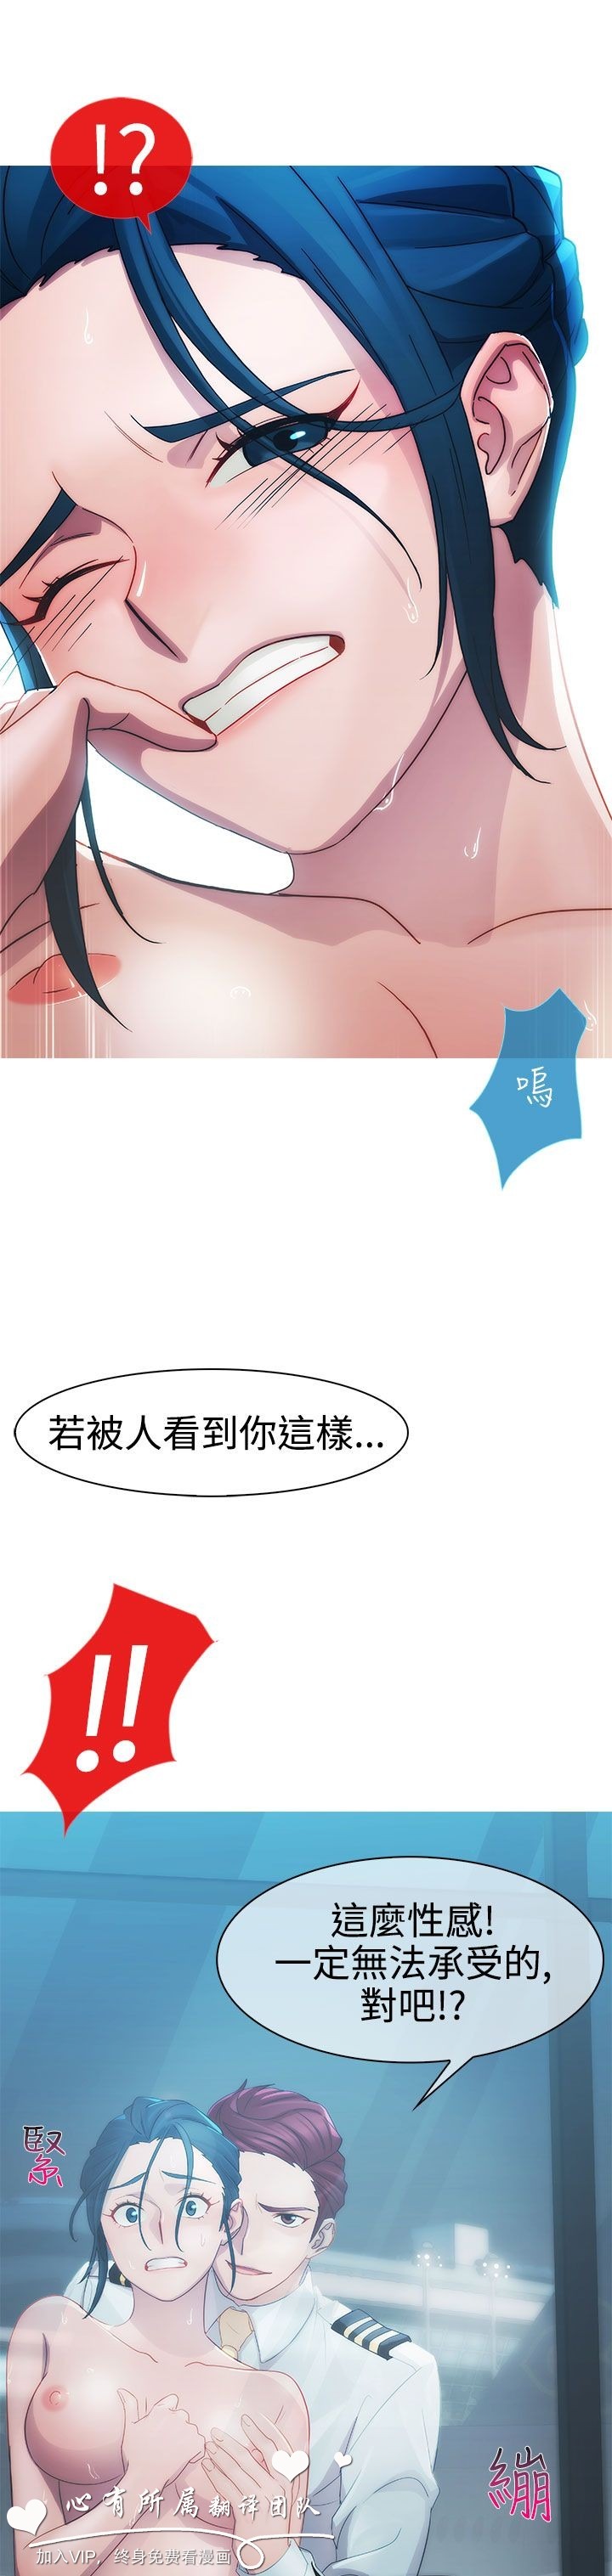 !?
嗚
若被人看到你這樣...
!!
這麼性感!
一定無法承受的,
對吧!?
緊
繃
心有所属翻译团队
加入VIP，终身免费看漫画